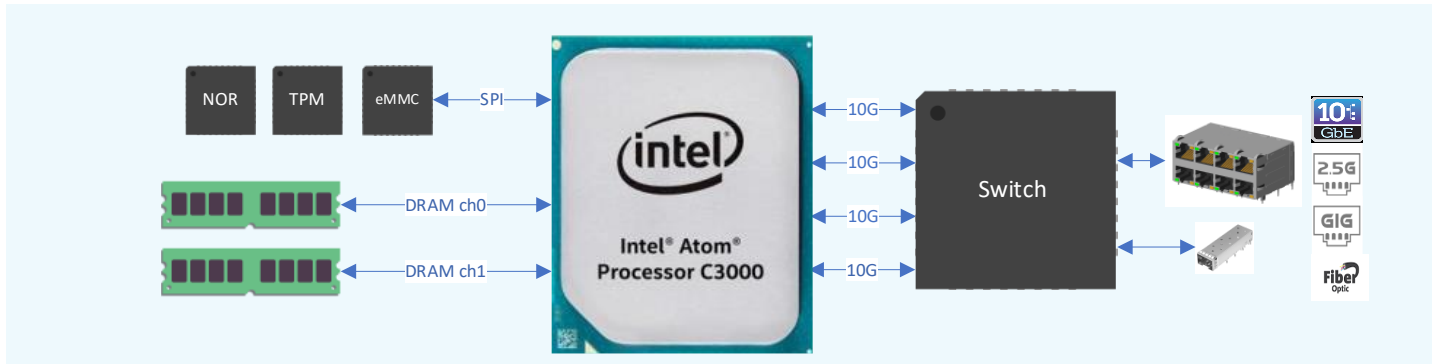 NOR
TPM
eMMC
SPI
DRAM ch0
DRAM ch1
intel
Intel® Atom®
Processor C3000
10G
10G
10G
10G
Switch
10
GbE
2.5G
GIG
Fiber
Optic